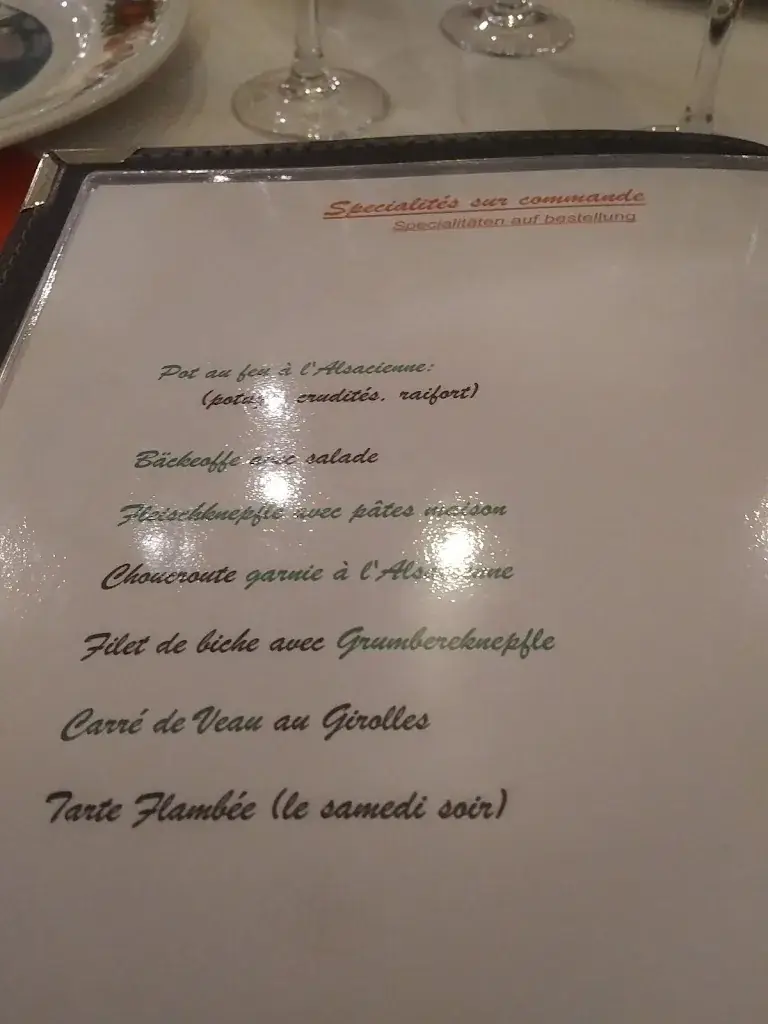 Specialités sur commande
Specialitäten auf bestellung
Pot au feu à l'Alsacienne:
crudités, raifort)
Bäckeoffe avec salade
Fleischknepfle avec pâtes maison
Choucroute garnie à l'Alsacienne
Filet de biche avec Grumbereknepfle
Carré de Veau au Girolles
Tarte Flambée (le samedi soir)